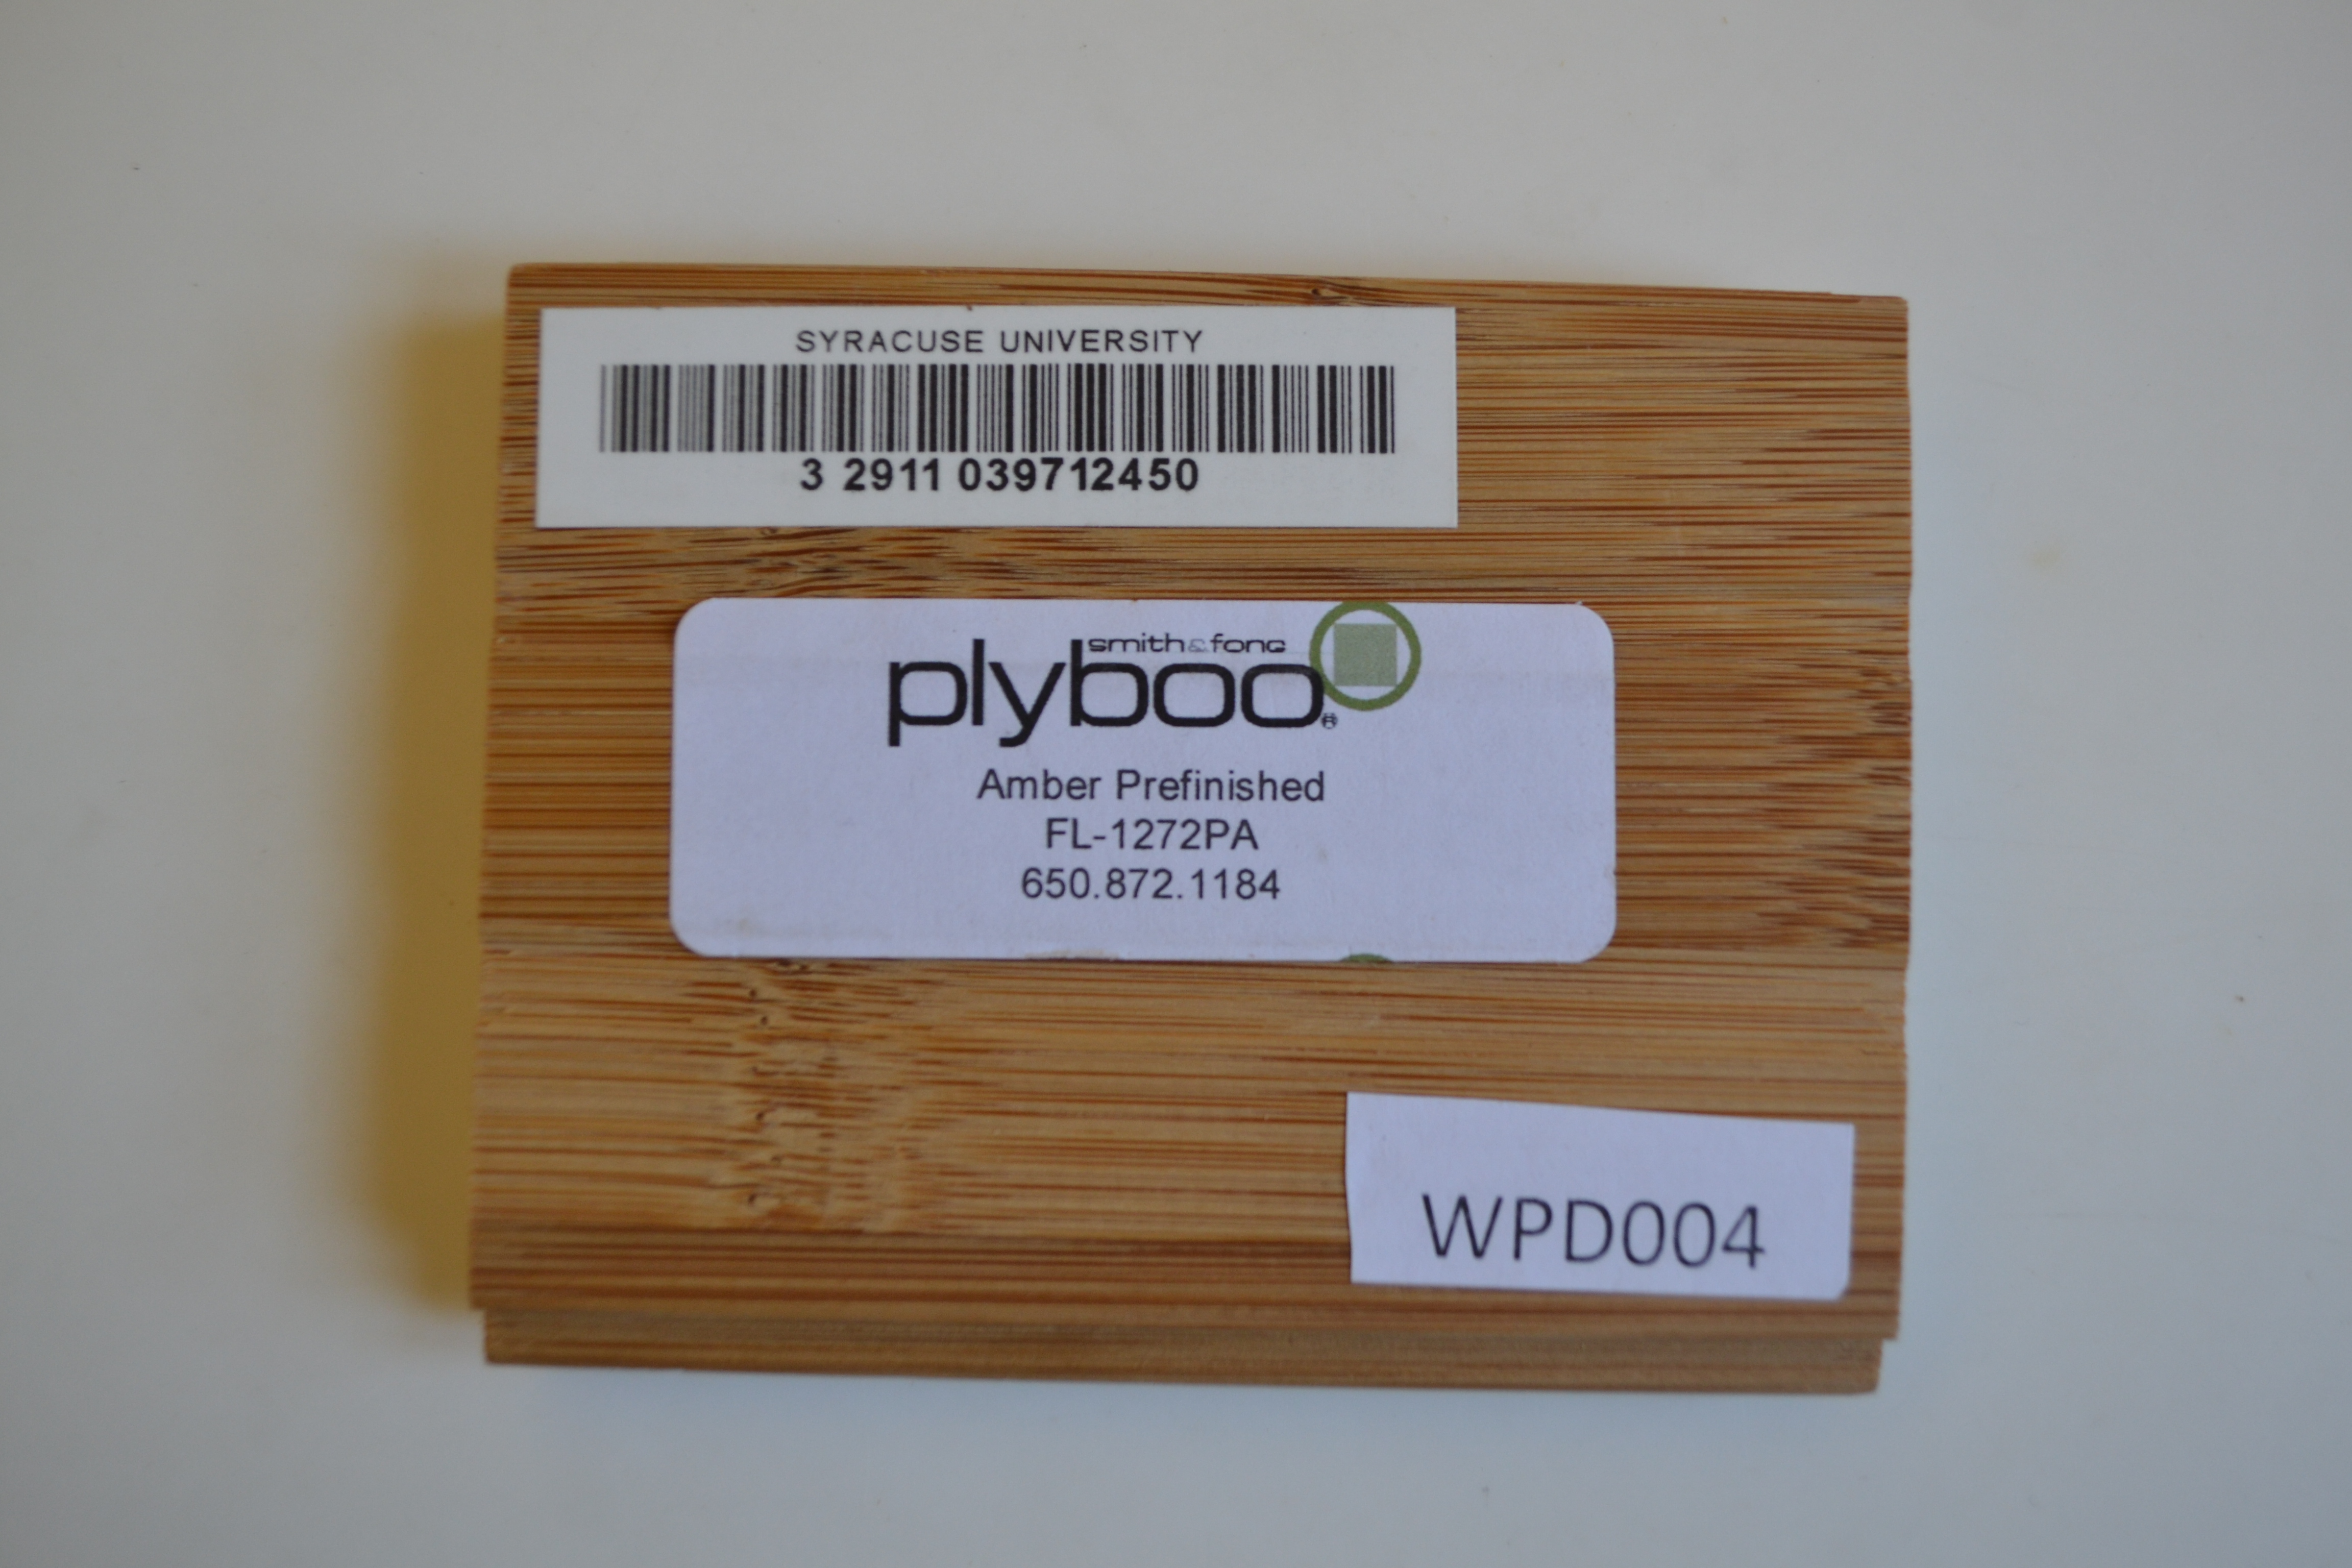 SYRACUSE UNIVERSITY
3 2911 039712450
smith&fong
plyboo®
Amber Prefinished
FL-1272PA
650.872.1184
WPD004